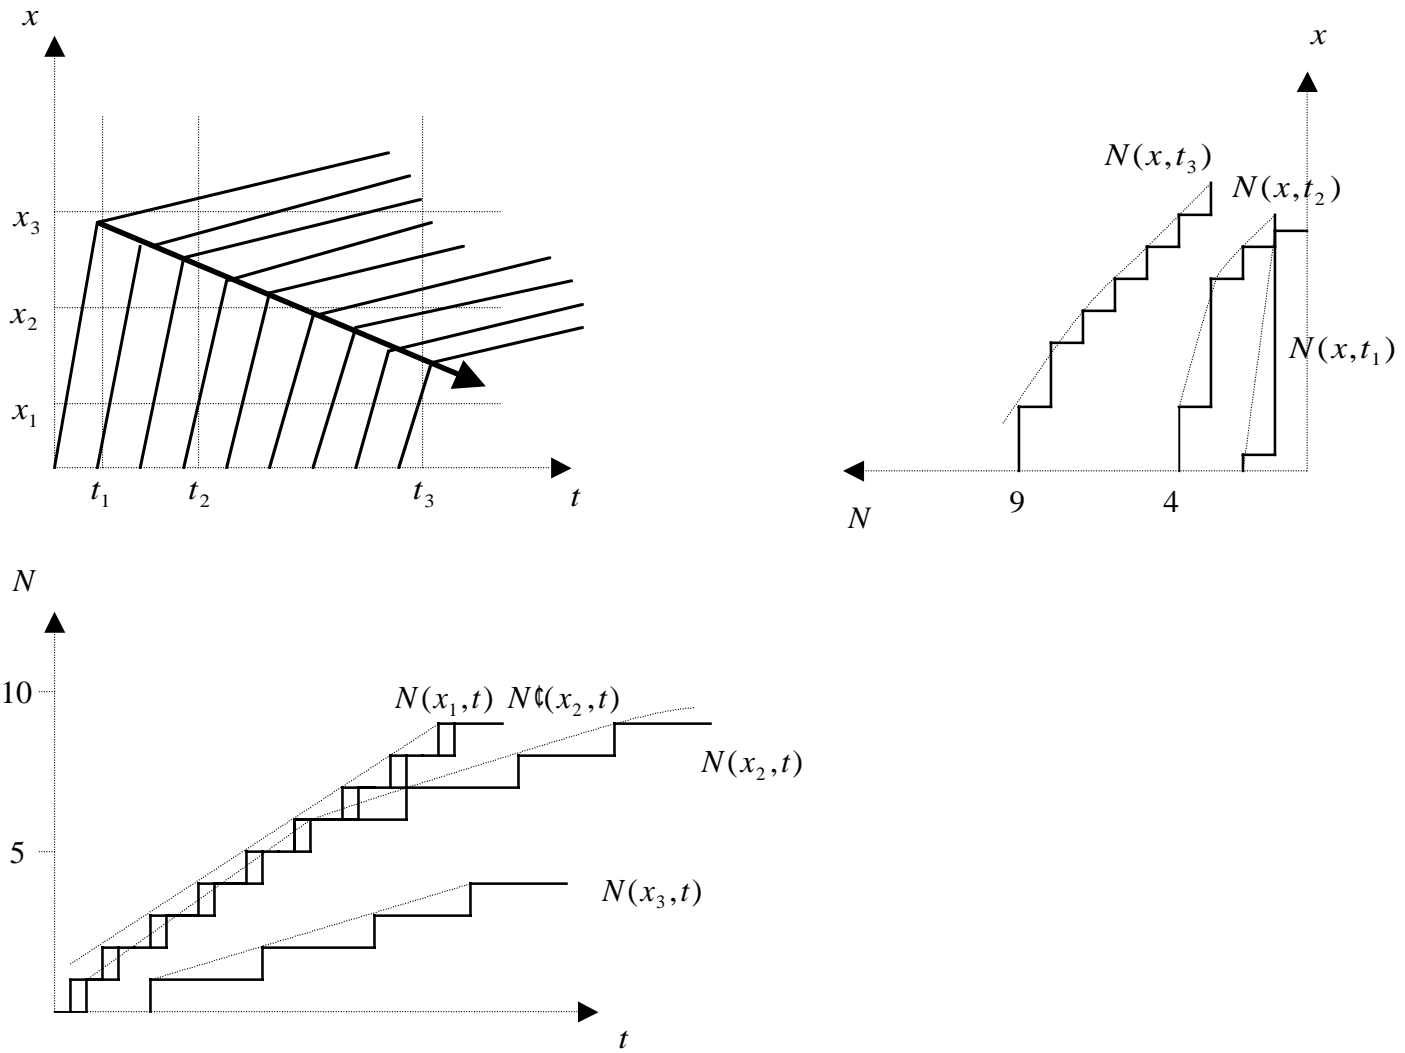 x
x
N(x,t₃)
N(x,t₂)
x₃
x₂
N(x,t₁)
x₁
t₁ t₂ t₃ t
9 4
N
N
10
N(x₁,t) N¢(x₂,t)
N(x₂,t)
5
N(x₃,t)
t